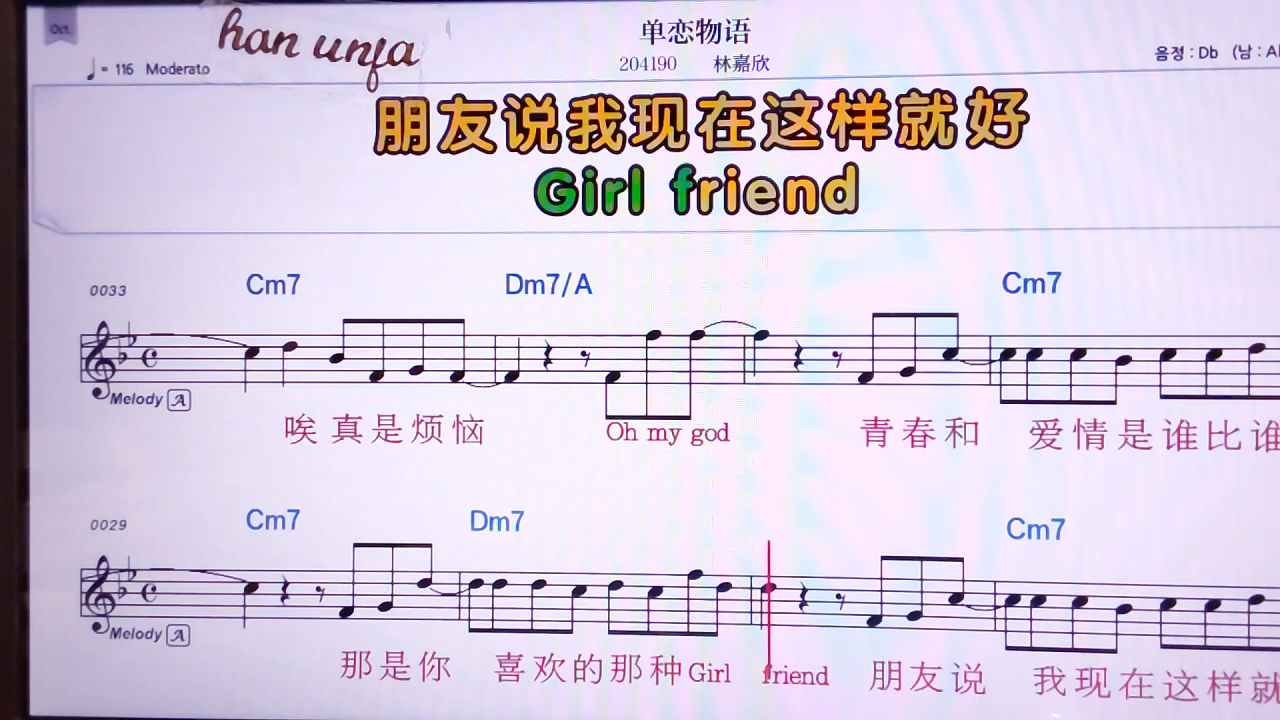 Oct.
han unja
单恋物语
♩= 116 Moderato
204190 林嘉欣
음정 : Db (남 :
朋友说我现在这样就好
Girl friend
0033 Cm7 Dm7/A Cm7
Melody A
唉 真是烦恼 Oh my god 青春和 爱情是谁比谁
0029 Cm7 Dm7 Cm7
Melody A
那是你 喜欢的那种Girl friend 朋友说 我现在这样就